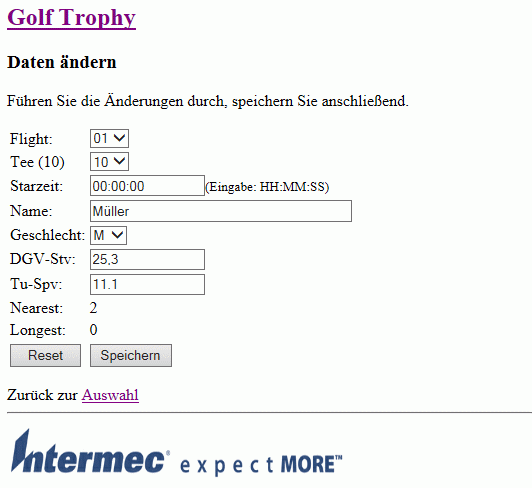 Golf Trophy
Daten ändern
Führen Sie die Änderungen durch, speichern Sie anschließend.
Flight: 01
Tee (10) 10
Starzeit: 00:00:00 (Eingabe: HH:MM:SS)
Name: Müller
Geschlecht: M
DGV-Stv: 25,3
Tu-Spv: 11.1
Nearest: 2
Longest: 0
Reset Speichern
Zurück zur Auswahl
Intermec® expect MORE™